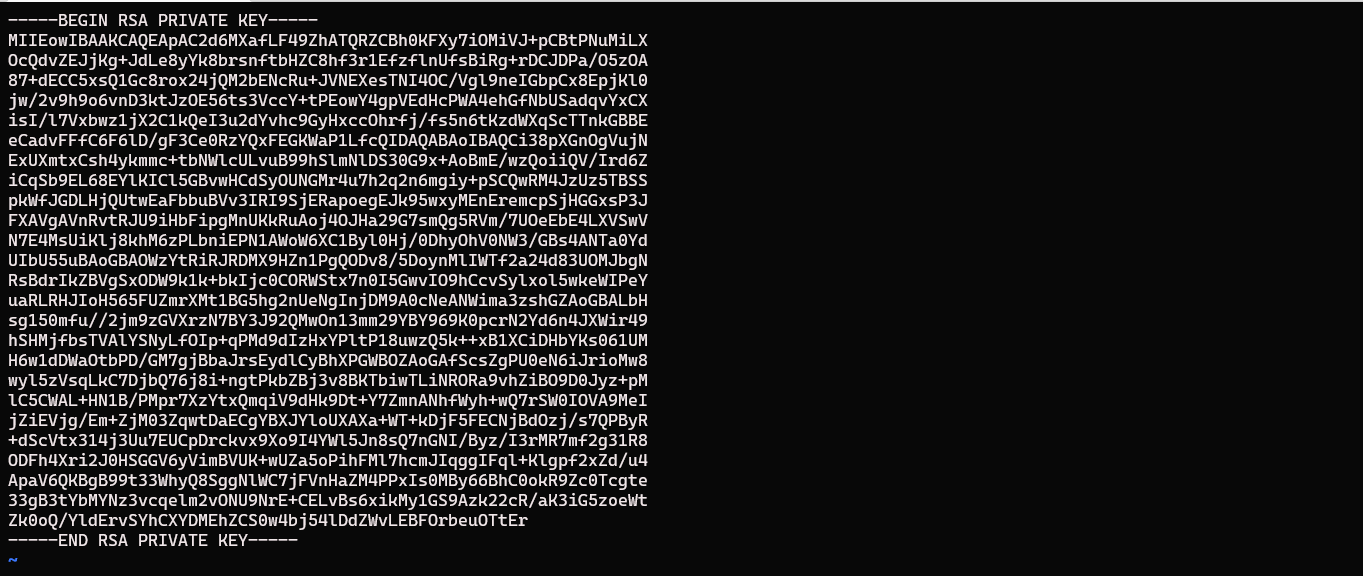 -----BEGIN RSA PRIVATE KEY-----
MIIEowIBAAKCAQEApAC2d6MXafLF49ZhATQRZCBh0KFXy7iOMiVJ+pCBtPNuMiLX
OcQdvZEJjKg+JdLe8yYk8brsnftbHZC8hf3r1EfzflnUfsBiRg+rDCJDPa/O5zOA
87+dECC5xsQ1Gc8rox24jQM2bENcRu+JVNEXesTNI4OC/Vgl9neIGbpCx8EpjKl0
jw/2v9h9o6vnD3ktJzOE56ts3VccY+tPEowY4gpVEdHcPWA4ehGfNbUSadqvYxCX
isI/l7Vxbwz1jX2C1kQeI3u2dYvhc9GyHxccOhrfj/fs5n6tKzdWXqScTTnkGBBE
eCadvFFfC6F6lD/gF3Ce0RzYQxFEGKWaP1LfcQIDAQABAoIBAQCi38pXGnOgVujN
ExUXmtxCsh4ykmmc+tbNWlcULvuB99hSlmNlDS30G9x+AoBmE/wzQoiiQV/Ird6Z
iCqSb9EL68EYlKICl5GBvwHCdSyOUNGMr4u7h2q2n6mgiy+pSCQwRM4JzUz5TBSS
pkWfJGDLHjQUtwEaFbbuBVv3IRI9SjERapoegEJk95wxyMEnEremcpSjHGGxsP3J
FXAVgAVnRvtRJU9iHbFipgMnUKkRuAoj4OJHa29G7smQg5RVm/7UOeEbE4LXVSwV
N7E4MsUiKlj8khM6zPLbniEPN1AWoW6XC1Byl0Hj/0DhyOhV0NW3/GBs4ANTa0Yd
UIbU55uBAoGBAOWzYtRiRJRDMX9HZn1PgQODv8/5DoynMlIWTf2a24d83UOMJbgN
RsBdrIkZBVgSxODW9k1k+bkIjc0CORWStx7n0I5GwvIO9hCcvSylxol5wkeWIPeY
uaRLRHJIoH565FUZmrXMt1BG5hg2nUeNgInjDM9A0cNeANWima3zshGZAoGBALbH
sg150mfu//2jm9zGVXrzN7BY3J92QMwOn13mm29YBY969K0pcrN2Yd6n4JXWir49
hSHMjfbsTVAlYSNyLfOIp+qPMd9dIzHxYPltP18uwzQ5k++xB1XCiDHbYKs061UM
H6w1dDWaOtbPD/GM7gjBbaJrsEydlCyBhXPGWBOZAoGAfScsZgPU0eN6iJrioMw8
wyl5zVsqLkC7DjbQ76j8i+ngtPkbZBj3v8BKTbiwTLiNRORa9vhZiBO9D0Jyz+pM
lC5CWAL+HN1B/PMpr7XzYtxQmqiV9dHk9Dt+Y7ZmnANhfWyh+wQ7rSW0IOVA9MeI
jZiEVjg/Em+ZjM03ZqwtDaECgYBXJYloUXAXa+WT+kDjF5FECNjBdOzj/s7QPByR
+dScVtx314j3Uu7EUCpDrckvx9Xo9I4YWl5Jn8sQ7nGNI/Byz/I3rMR7mf2g31R8
ODFh4Xri2J0HSGGV6yVimBVUK+wUZa5oPihFMl7hcmJIqggIFql+Klgpf2xZd/u4
ApaV6QKBgB99t33WhyQ8SggNlWC7jFVnHaZM4PPxIs0MBy66BhC0okR9Zc0Tcgte
33gB3tYbMYNz3vcqelm2vONU9NrE+CELvBs6xikMy1GS9Azk22cR/aK3iG5zoeWt
Zk0oQ/YldErvSYhCXYDMEhZCS0w4bj54lDdZWvLEBFOrbeuOTtEr
-----END RSA PRIVATE KEY-----
~